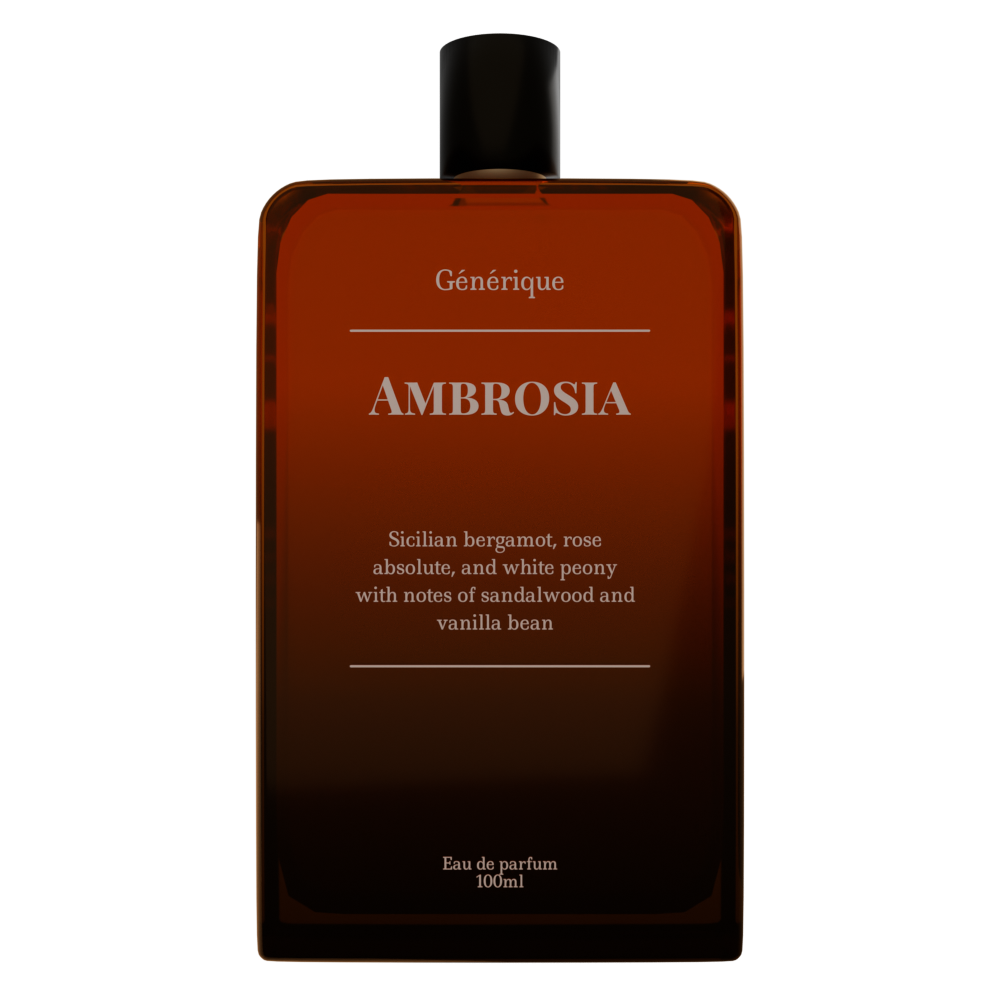 Générique
AMBROSIA
Sicilian bergamot, rose
absolute, and white peony
with notes of sandalwood and
vanilla bean
Eau de parfum
100ml